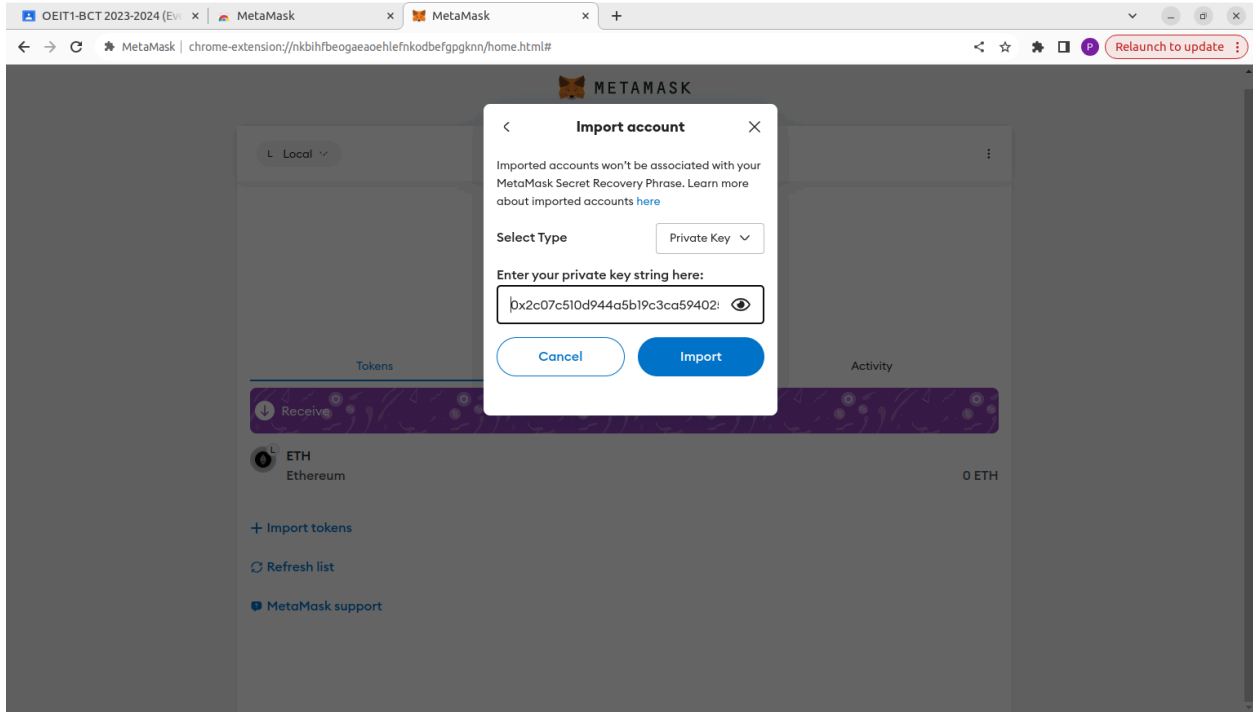 OEIT1-BCT 2023-2024 (Ev
MetaMask
MetaMask
MetaMask
chrome-extension://nkbihfbeogaeaoehlefnkodbefgpgknn/home.html#
P
Relaunch to update
METAMASK
L Local
Import account
Imported accounts won't be associated with your
MetaMask Secret Recovery Phrase. Learn more
about imported accounts here
Select Type
Private Key
Enter your private key string here:
0x2c07c510d944a5b19c3ca59402
Cancel
Import
Tokens
Activity
Receive
L
ETH
Ethereum
0 ETH
+ Import tokens
Refresh list
MetaMask support